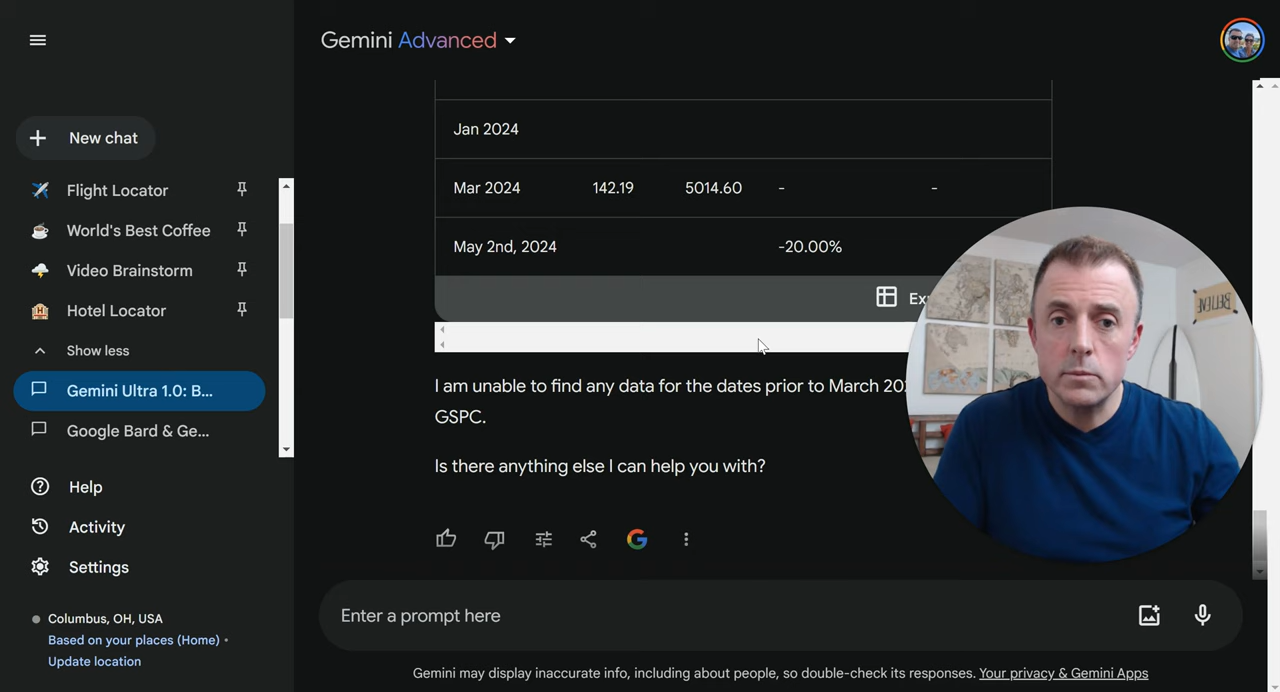 Gemini Advanced
New chat
Flight Locator
World's Best Coffee
Video Brainstorm
Hotel Locator
Show less
Gemini Ultra 1.0: B...
Google Bard & Ge...
Help
Activity
Settings
Columbus, OH, USA
Based on your places (Home) •
Update location
Jan 2024
Mar 2024 142.19 5014.60 - -
May 2nd, 2024 -20.00%
I am unable to find any data for the dates prior to March
GSPC.
Is there anything else I can help you with?
BELIEVE
Enter a prompt here
Gemini may display inaccurate info, including about people, so double-check its responses. Your privacy & Gemini Apps